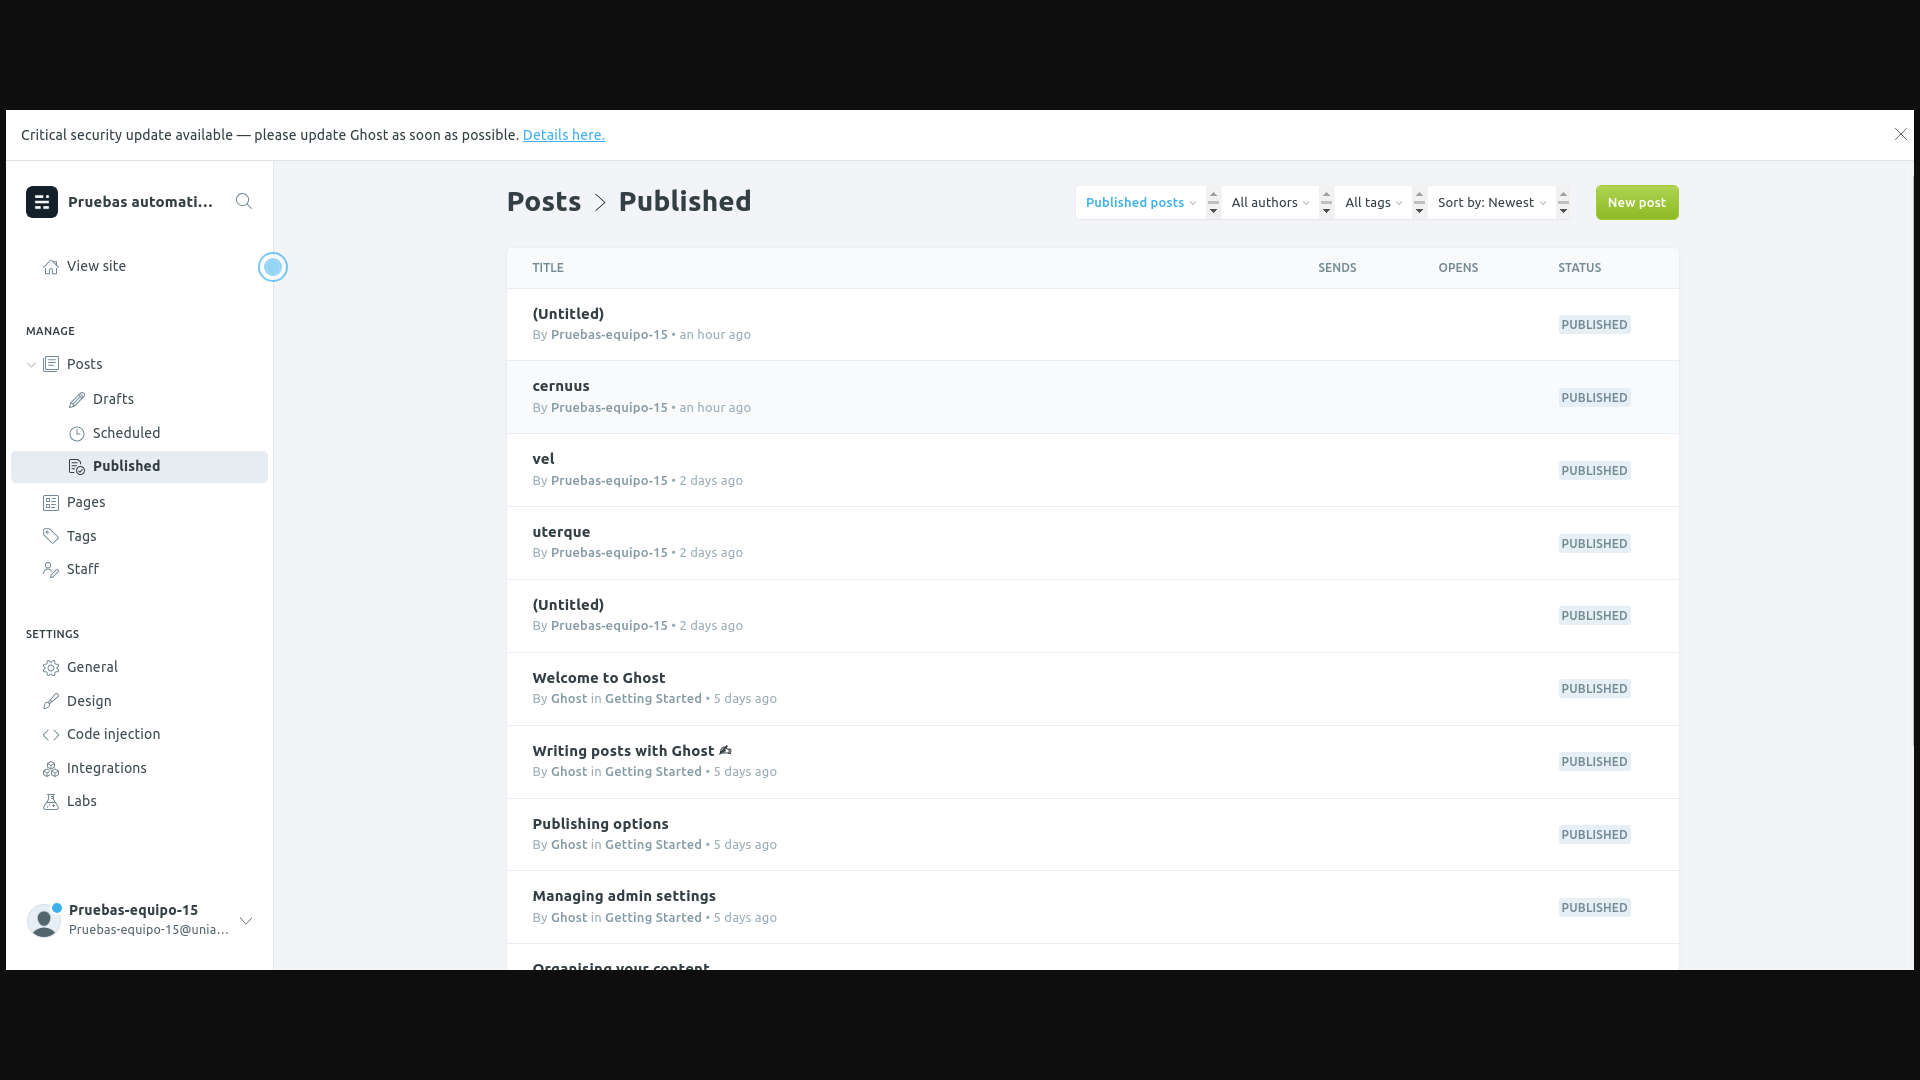 Critical security update available — please update Ghost as soon as possible. Details here.
Pruebas automati...
View site
MANAGE
Posts
Drafts
Scheduled
Published
Pages
Tags
Staff
SETTINGS
General
Design
Code injection
Integrations
Labs
Pruebas-equipo-15
Pruebas-equipo-15@unia...
Posts > Published
Published posts
All authors
All tags
Sort by: Newest
New post
TITLE SENDS OPENS STATUS
(Untitled)
By Pruebas-equipo-15 • an hour ago
PUBLISHED
cernuus
By Pruebas-equipo-15 • an hour ago
PUBLISHED
vel
By Pruebas-equipo-15 • 2 days ago
PUBLISHED
uterque
By Pruebas-equipo-15 • 2 days ago
PUBLISHED
(Untitled)
By Pruebas-equipo-15 • 2 days ago
PUBLISHED
Welcome to Ghost
By Ghost in Getting Started • 5 days ago
PUBLISHED
Writing posts with Ghost ✍
By Ghost in Getting Started • 5 days ago
PUBLISHED
Publishing options
By Ghost in Getting Started • 5 days ago
PUBLISHED
Managing admin settings
By Ghost in Getting Started • 5 days ago
PUBLISHED
Organising your content